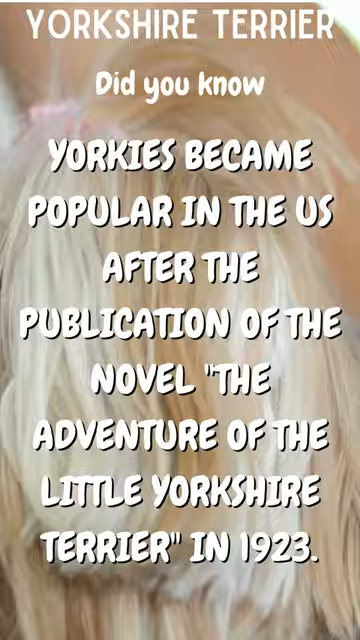 YORKSHIRE TERRIER
Did you know
YORKIES BECAME
POPULAR IN THE US
AFTER THE
PUBLICATION OF THE
NOVEL "THE
ADVENTURE OF THE
LITTLE YORKSHIRE
TERRIER" IN 1923.